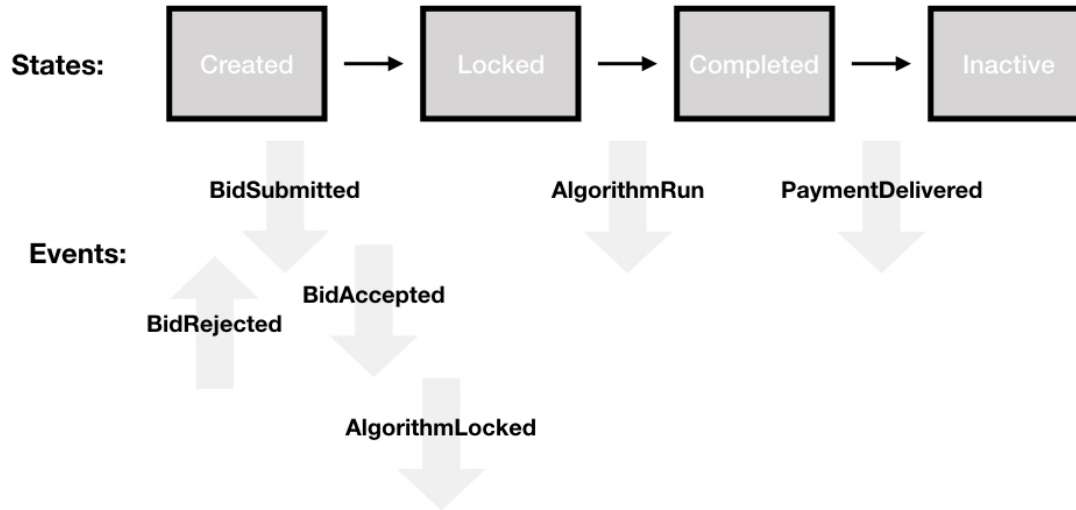 States:
Created
Locked
Completed
Inactive
BidSubmitted
AlgorithmRun
PaymentDelivered
Events:
BidAccepted
BidRejected
AlgorithmLocked